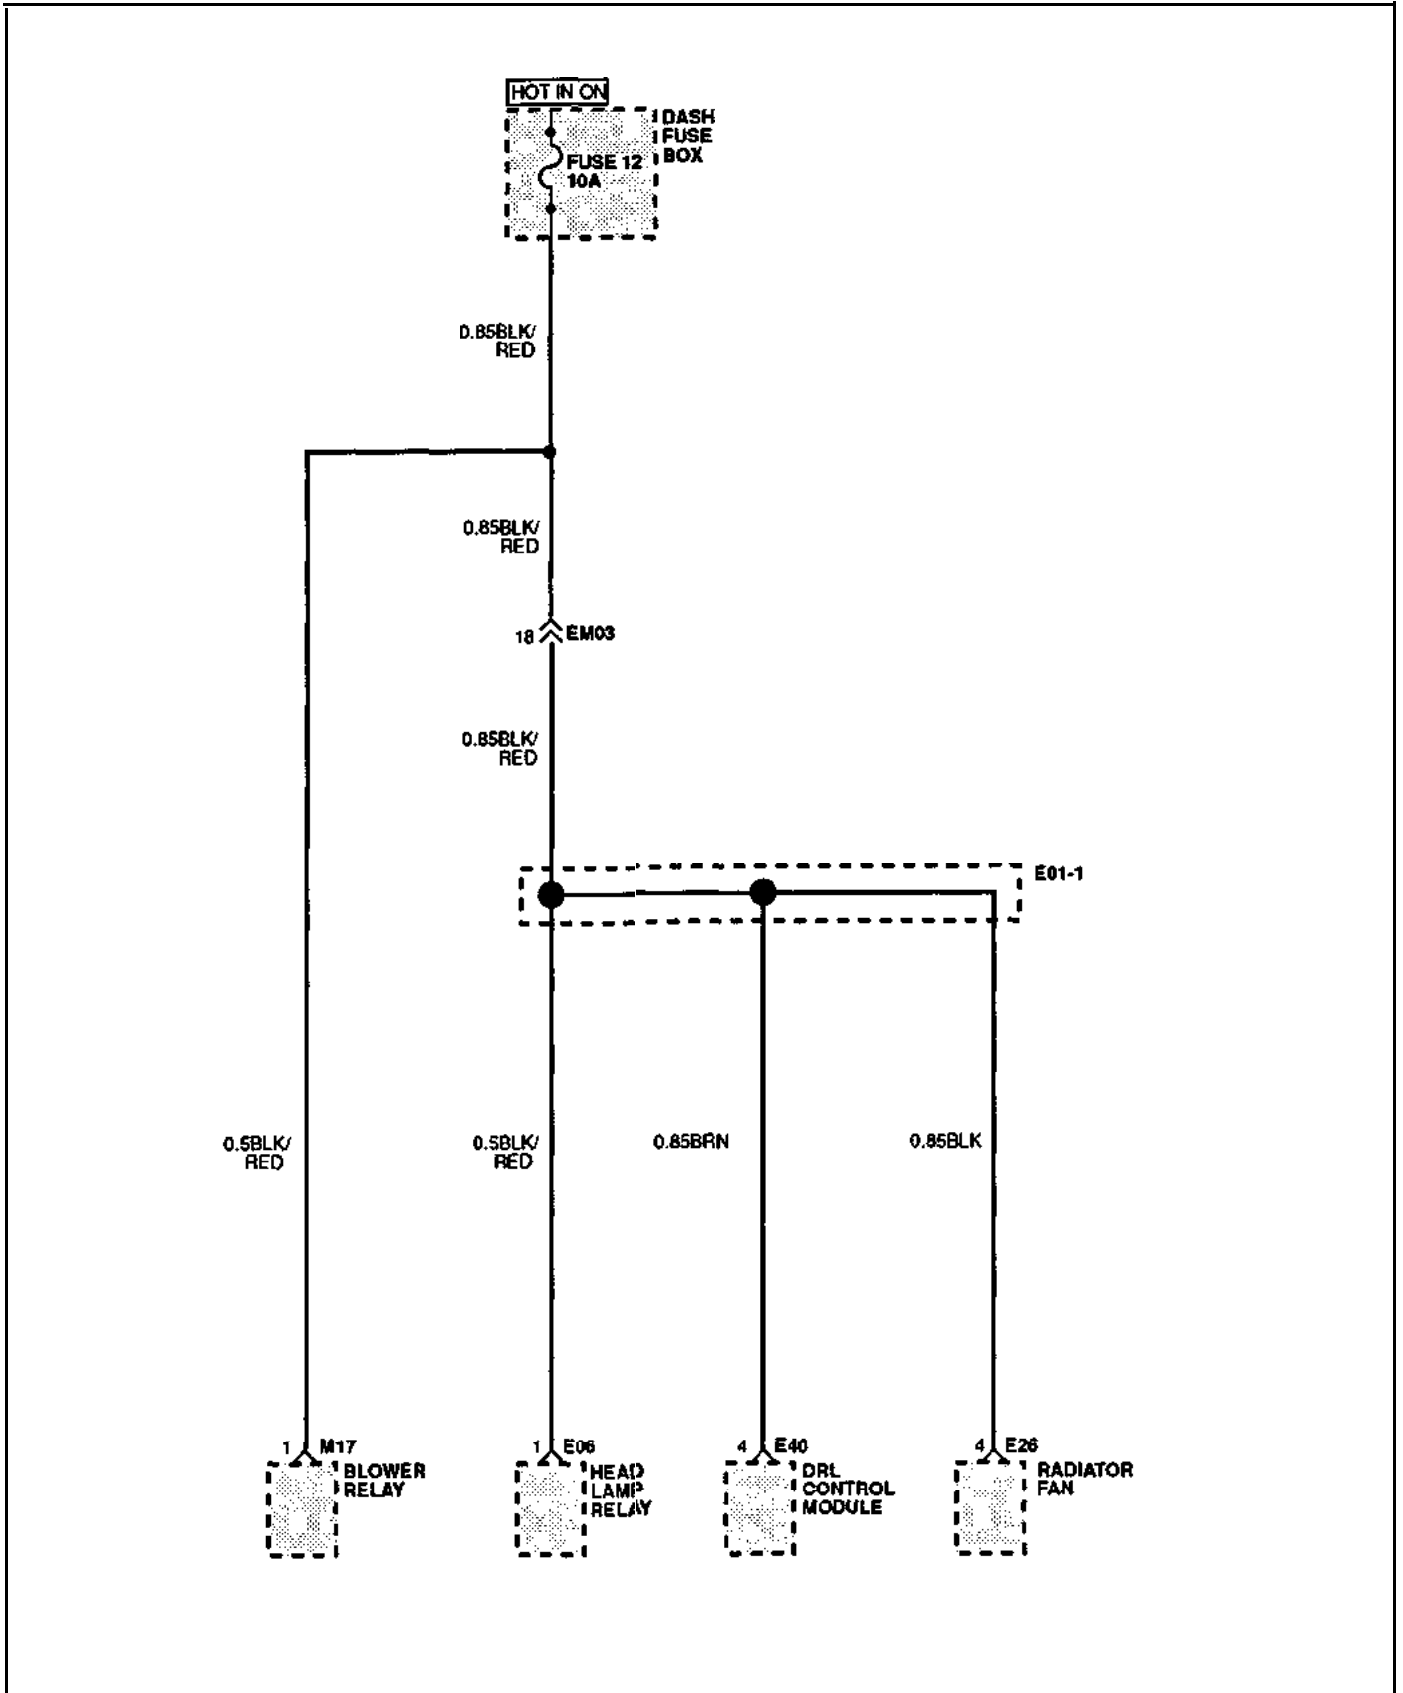 HOT IN ON
DASH
FUSE
BOX
FUSE 12
10A
0.85BLK/
RED
0.85BLK/
RED
18
EM03
0.85BLK/
RED
E01-1
0.5BLK/
RED
0.5BLK/
RED
0.85BRN
0.85BLK
1
M17
BLOWER
RELAY
1
E06
HEAD
LAMP
RELAY
4
E40
DRL
CONTROL
MODULE
4
E26
RADIATOR
FAN